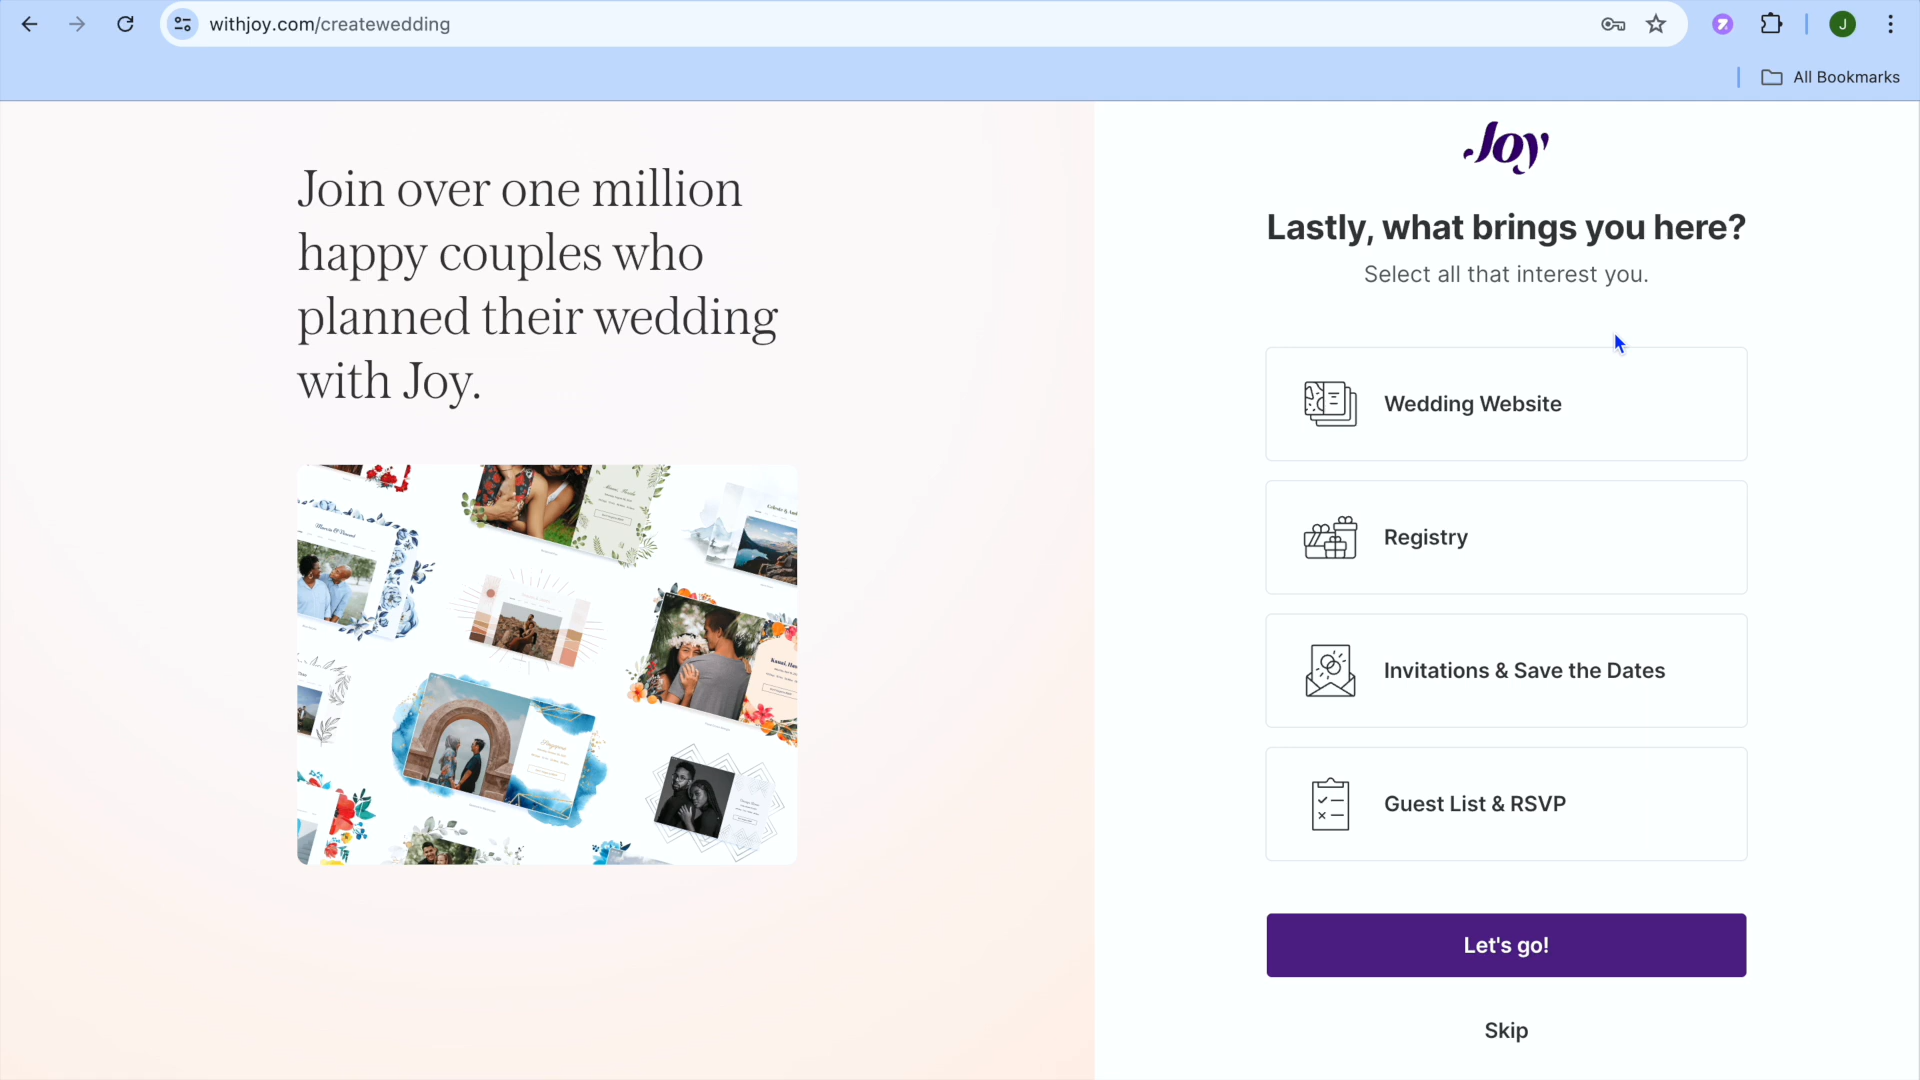 withjoy.com/createwedding
J
All Bookmarks
Join over one million
happy couples who
planned their wedding
with Joy.
Joy
Lastly, what brings you here?
Select all that interest you.
Wedding Website
Registry
Invitations & Save the Dates
Guest List & RSVP
Let's go!
Skip